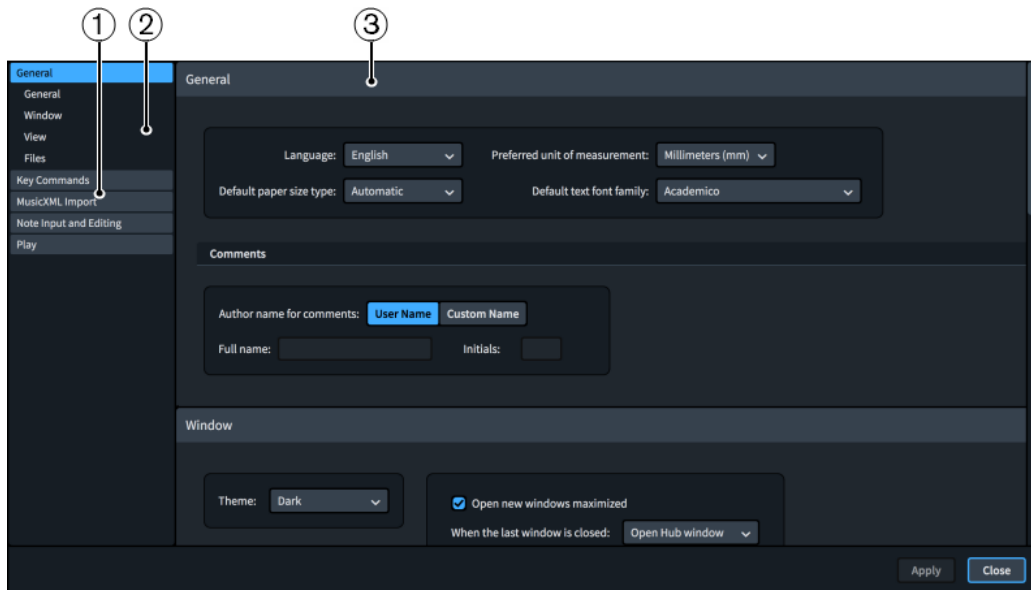 1 2 3
General
General
Window
View
Files
Key Commands
MusicXML Import
Note Input and Editing
Play
General
Language: English Preferred unit of measurement: Millimeters (mm)
Default paper size type: Automatic Default text font family: Academico
Comments
Author name for comments: User Name Custom Name
Full name: Initials:
Window
Theme: Dark
Open new windows maximized
When the last window is closed: Open Hub window
Apply Close